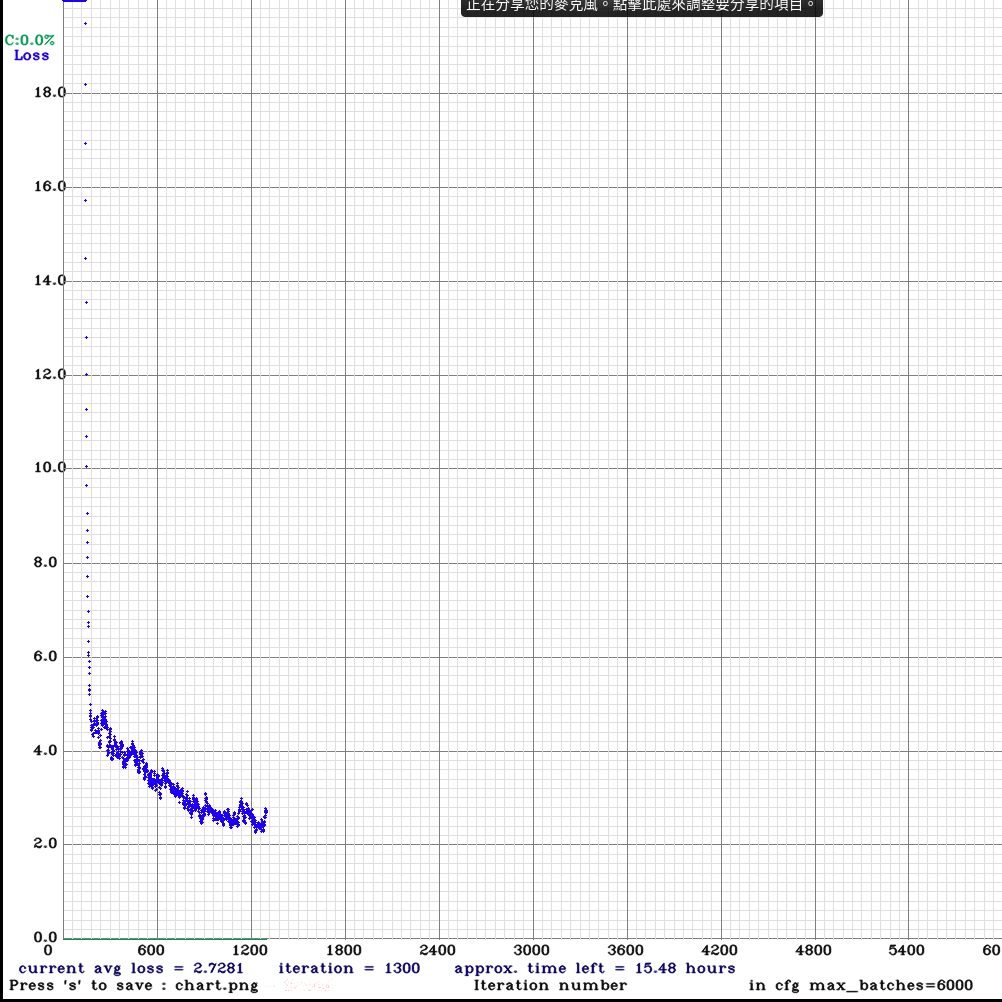 正在分享您的麥克風。點擊此處來調整要分享的項目。
C:0.0%
Loss
18.0
16.0
14.0
12.0
10.0
8.0
6.0
4.0
2.0
0.0
0 600 1200 1800 2400 3000 3600 4200 4800 5400 60
current avg loss = 2.7281 iteration = 1300 approx. time left = 15.48 hours
Press 's' to save : chart.png Iteration number in cfg max_batches=6000